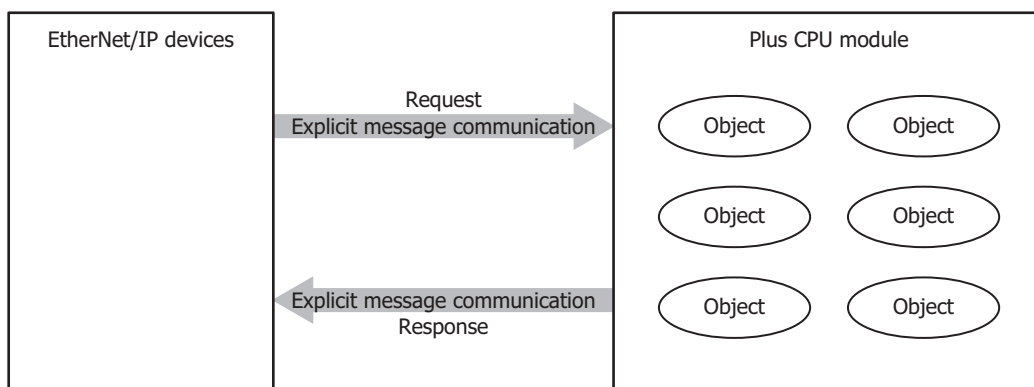 EtherNet/IP devices
Plus CPU module
Request
Explicit message communication
Object
Object
Object
Object
Explicit message communication
Response
Object
Object